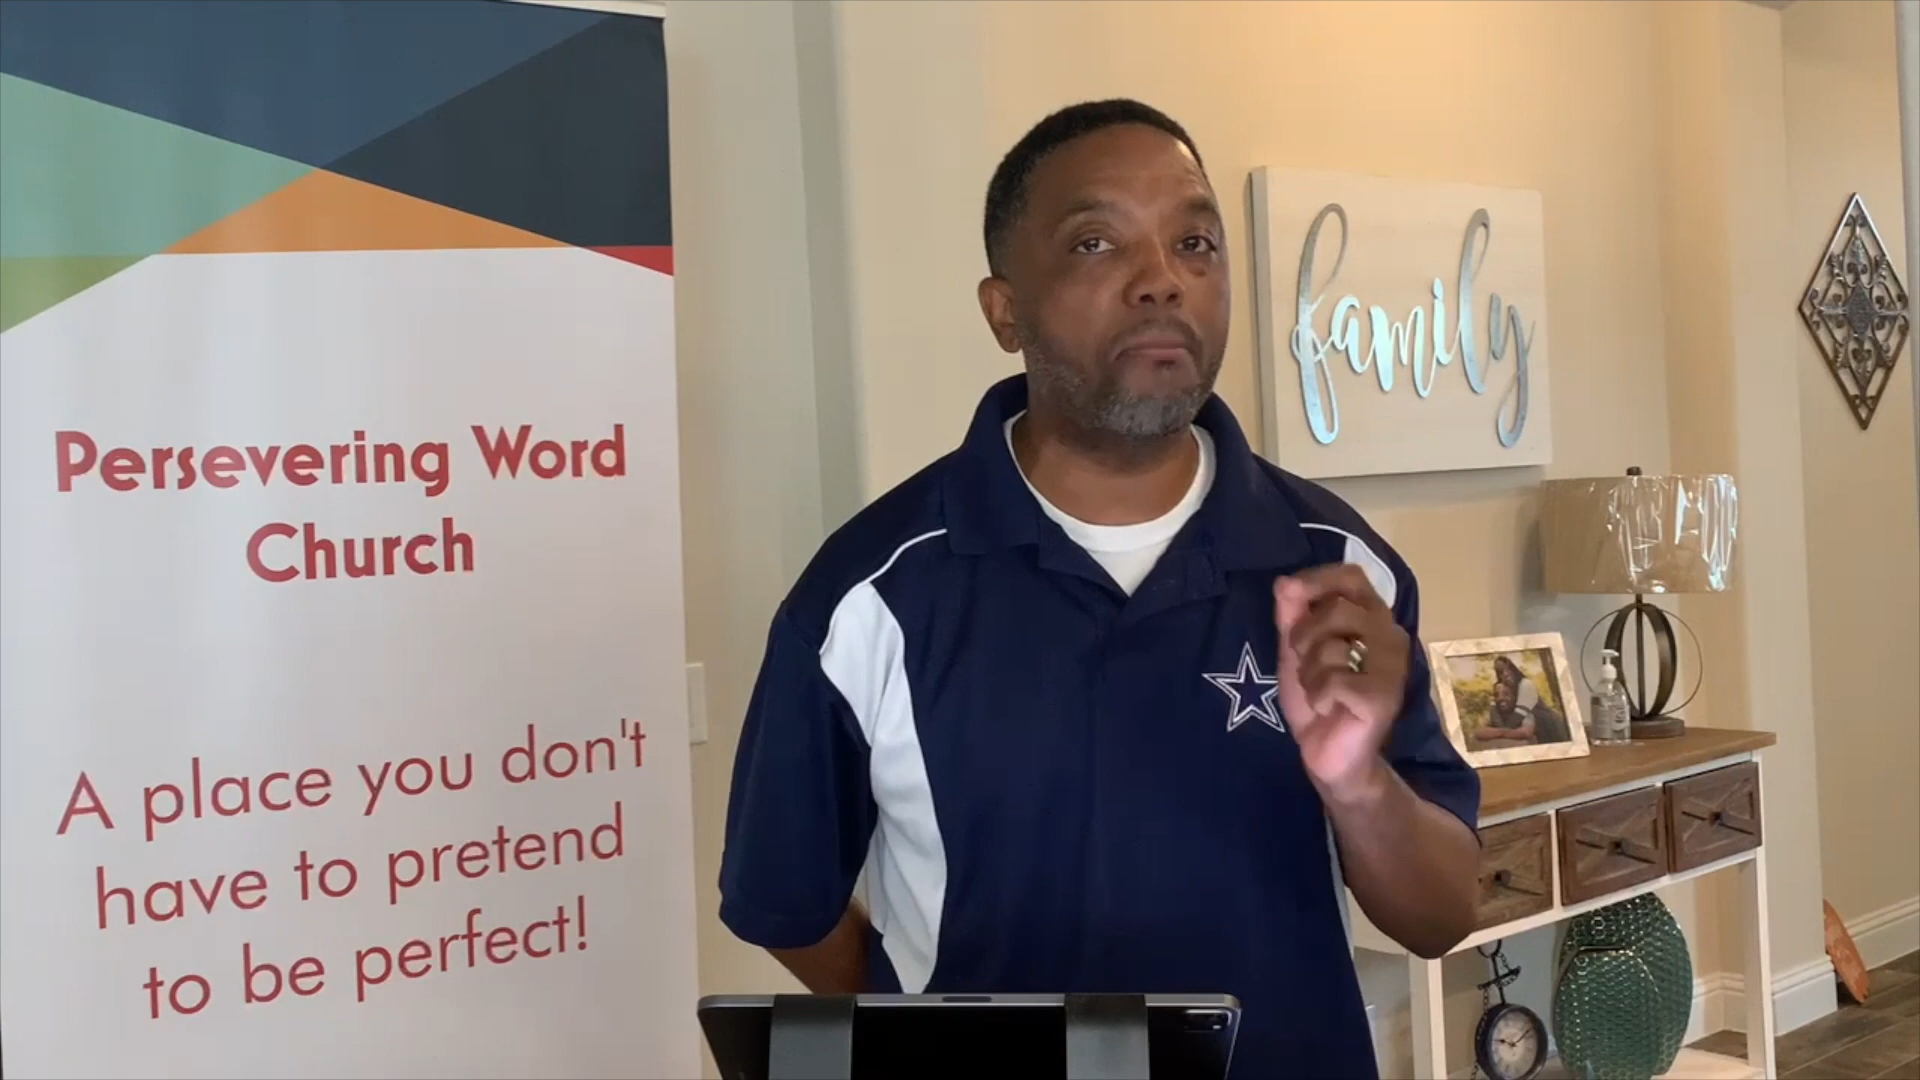 Persevering Word
Church
A place you don't
have to pretend
to be perfect!
family